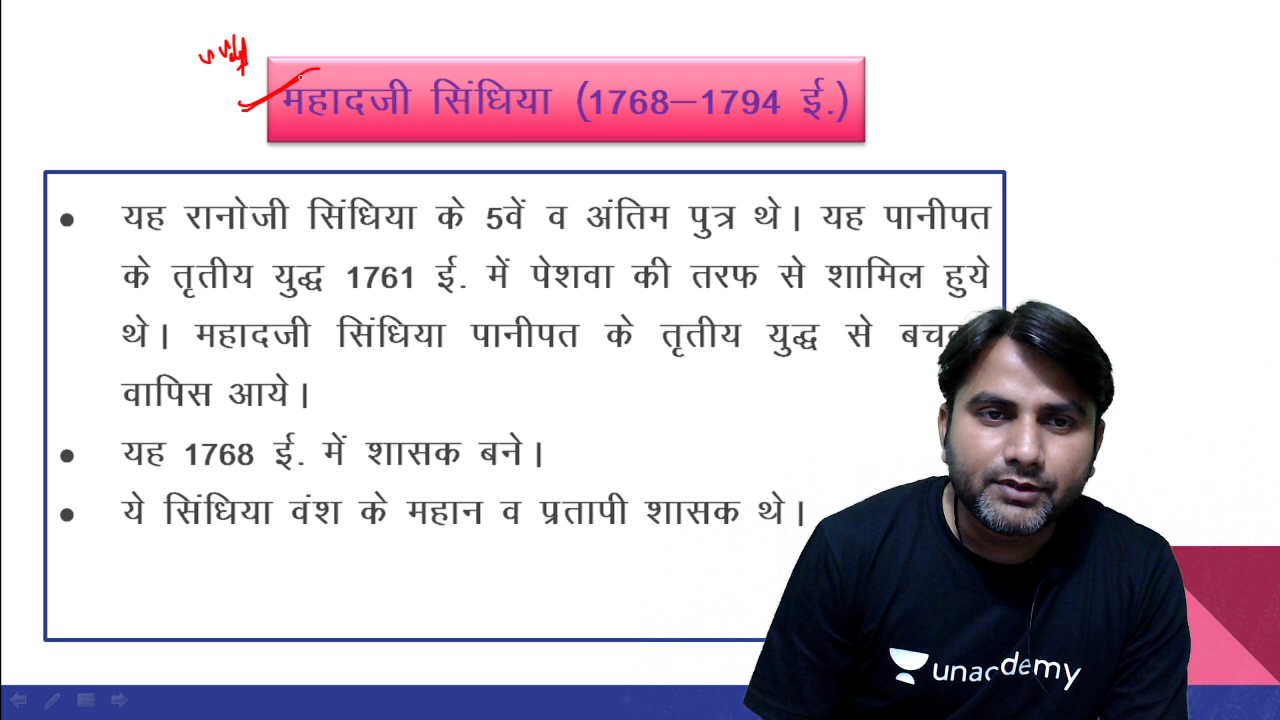 महादजी सिंधिया (1768–1794 ई.)
• यह रानोजी सिंधिया के 5वें व अंतिम पुत्र थे। यह पानीपत
के तृतीय युद्ध 1761 ई. में पेशवा की तरफ से शामिल हुये
थे। महादजी सिंधिया पानीपत के तृतीय युद्ध से
वापिस आये।
• यह 1768 ई. में शासक बने।
• ये सिंधिया वंश के महान व प्रतापी शासक थे।
unacademy